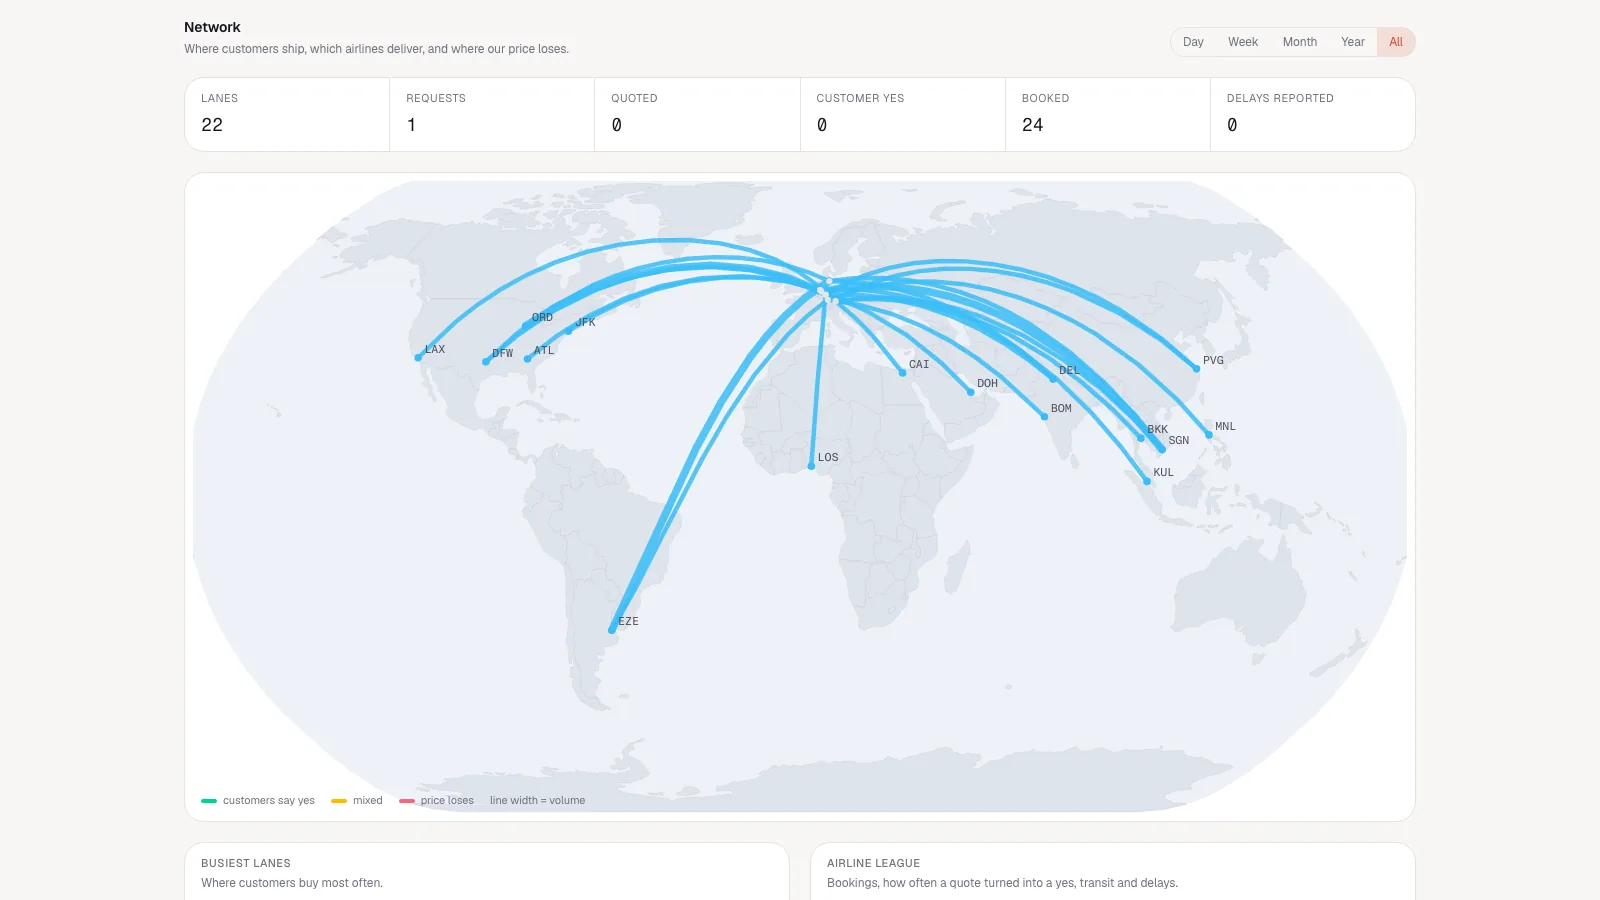 Network
Where customers ship, which airlines deliver, and where our price loses.
Day Week Month Year All
LANES
22
REQUESTS
1
QUOTED
0
CUSTOMER YES
0
BOOKED
24
DELAYS REPORTED
0
ORD
JFK
LAX
DFW
ATL
CAI
DOH
DEL
PVG
BOM
BKK
MNL
SGN
LOS
KUL
EZE
customers say yes
mixed
price loses
line width = volume
BUSIEST LANES
Where customers buy most often.
AIRLINE LEAGUE
Bookings, how often a quote turned into a yes, transit and delays.